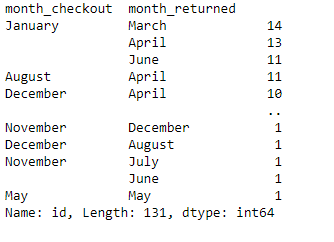 month_checkout  month_returned
January         March             14
                April             13
                June              11
August          April             11
December        April             10
                                  ..
November        December           1
December        August             1
November        July               1
                June               1
May             May                1
Name: id, Length: 131, dtype: int64